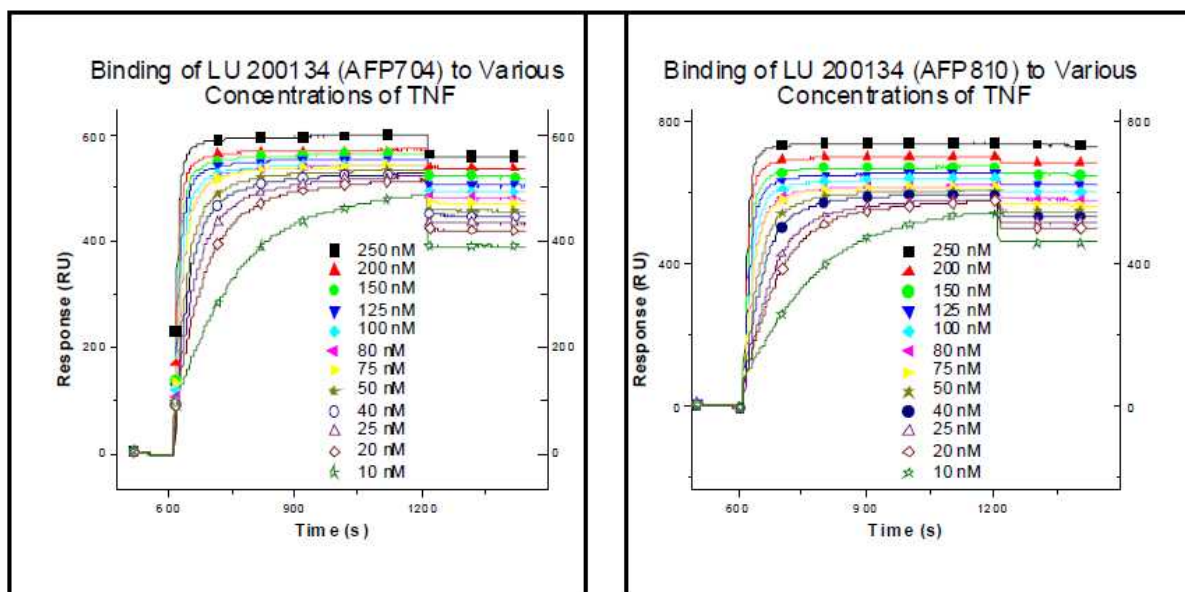 Binding of LU 200134 (AFP704) to Various
Concentrations of TNF
600
400
200
0
600
400
200
0
Response (RU)
250 nM
200 nM
150 nM
125 nM
100 nM
80 nM
75 nM
50 nM
40 nM
25 nM
20 nM
10 nM
600
900
1200
Time (s)
Binding of LU 200134 (AFP810) to Various
Concentrations of TNF
800
400
0
800
400
0
Response (RU)
250 nM
200 nM
150 nM
125 nM
100 nM
80 nM
75 nM
50 nM
40 nM
25 nM
20 nM
10 nM
600
900
1200
Time (s)